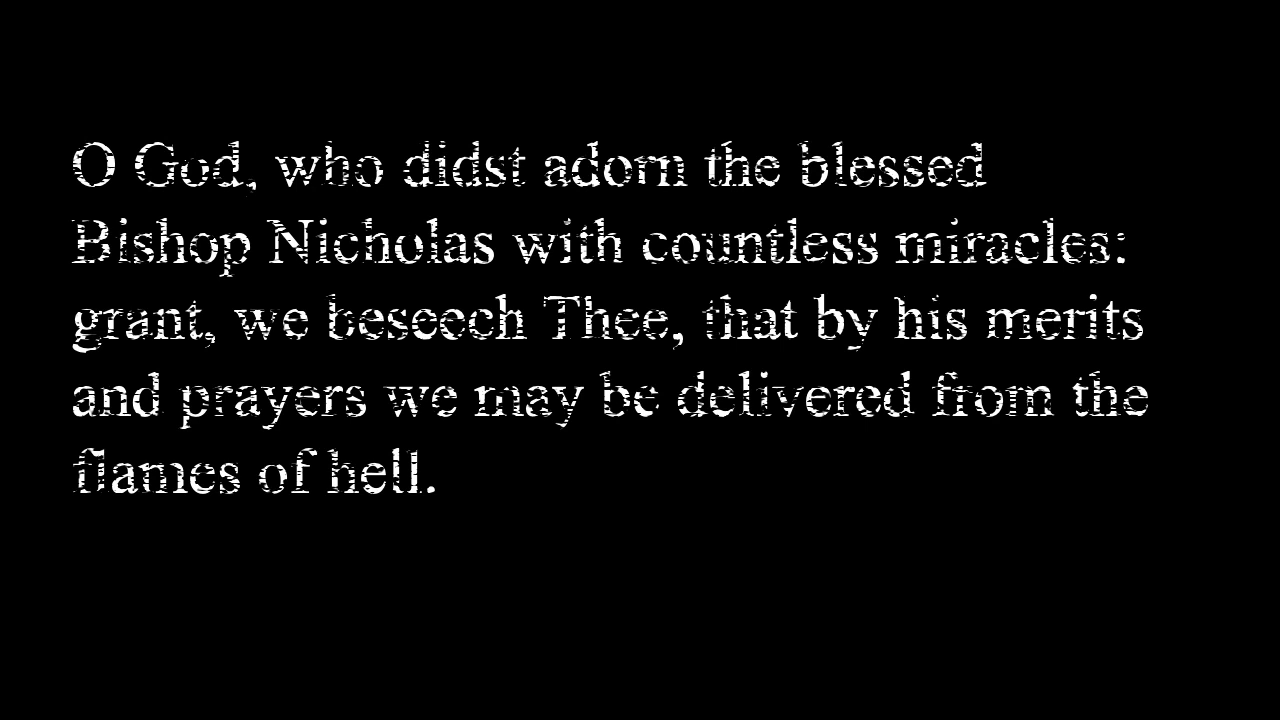 O God, who didst adorn the blessed
Bishop Nicholas with countless miracles:
grant, we beseech Thee, that by his merits
and prayers we may be delivered from the
flames of hell.